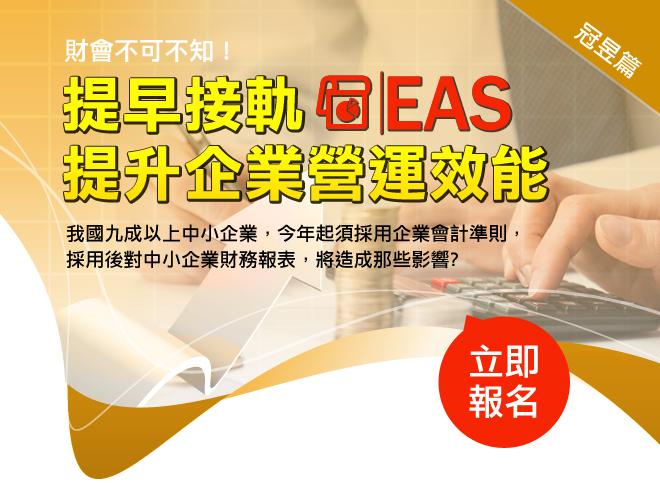 財會不可不知！
冠昱篇
提早接軌 EAS
提升企業營運效能
我國九成以上中小企業，今年起須採用企業會計準則，
採用後對中小企業財務報表，將造成那些影響?
立即
報名